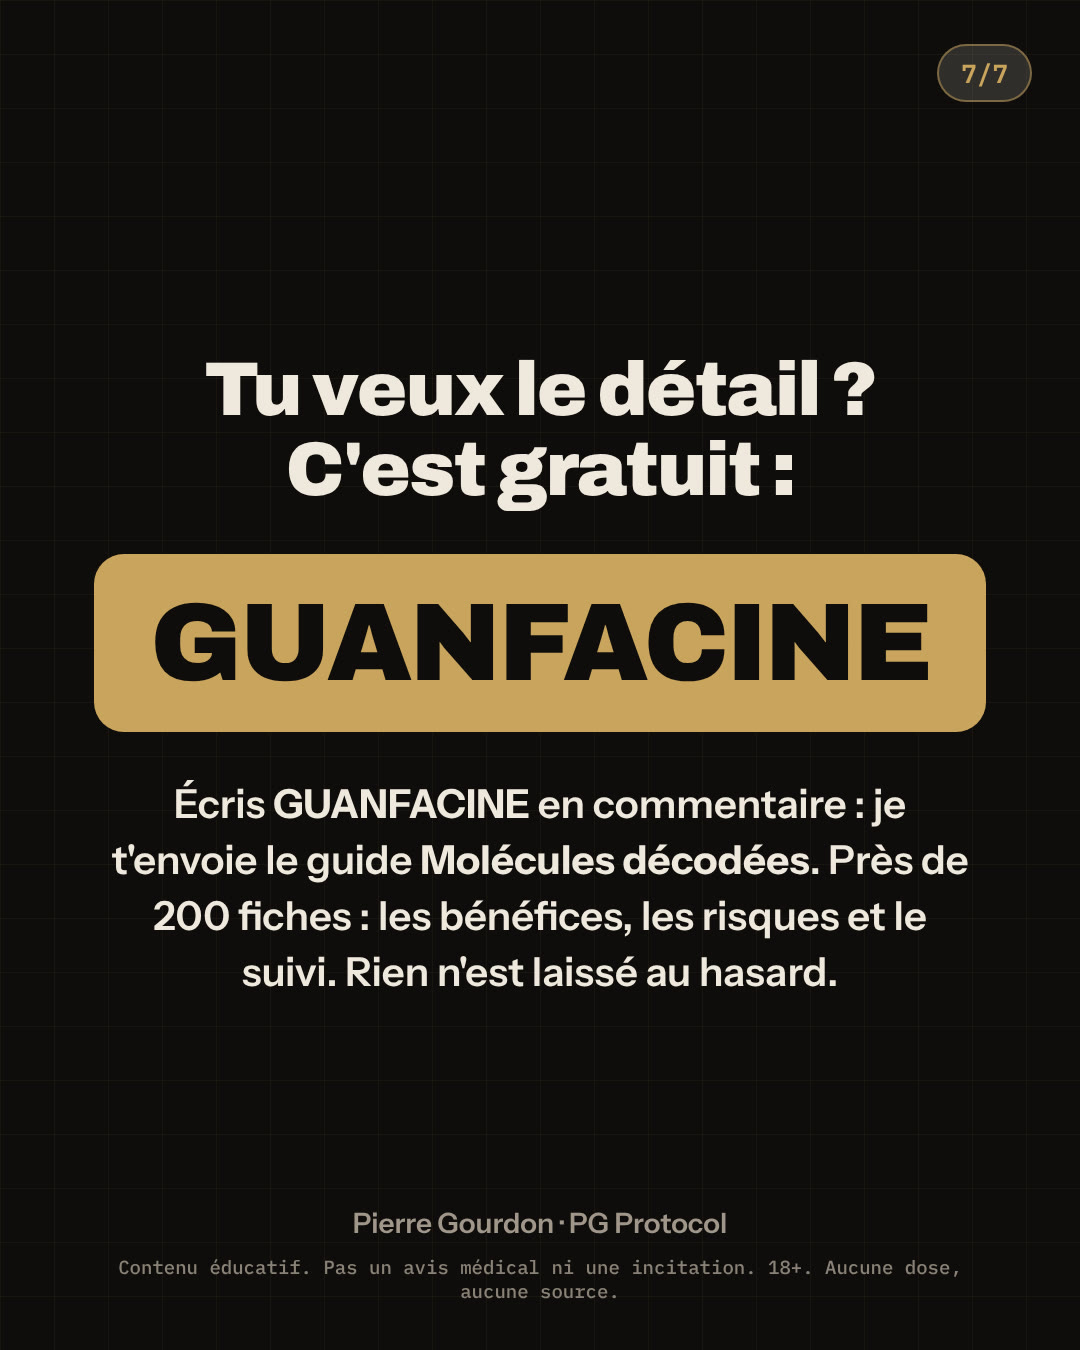 7/7
Tu veux le détail ?
C'est gratuit :
GUANFACINE
Écris GUANFACINE en commentaire : je
t'envoie le guide Molécules décodées. Près de
200 fiches : les bénéfices, les risques et le
suivi. Rien n'est laissé au hasard.
Pierre Gourdon · PG Protocol
Contenu éducatif. Pas un avis médical ni une incitation. 18+. Aucune dose,
aucune source.